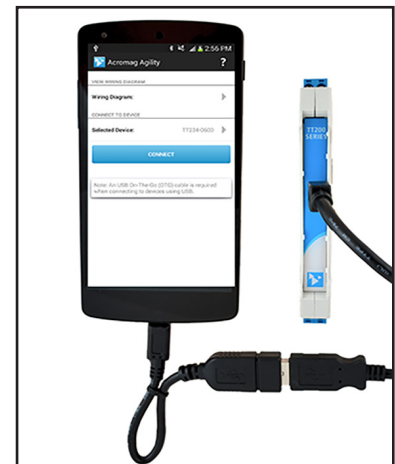 2:56 PM
Acromag Agility ?
VIEW WIRING DIAGRAM
Wiring Diagram:
CONNECT TO DEVICE
Selected Device: TT234-0600
CONNECT
Note: An USB On-The-Go (OTG) cable is required
when connecting to devices using USB.
TT200
SERIES